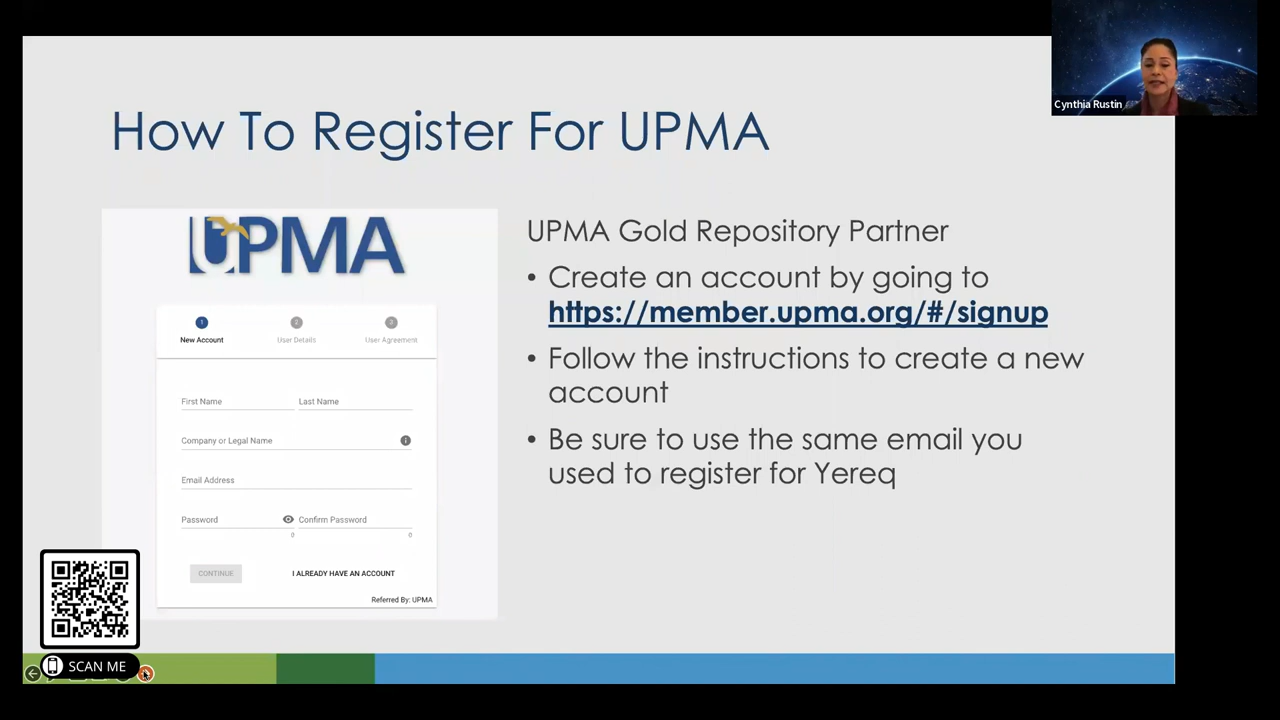 Cynthia Rustin
How To Register For UPMA
UPMA
1 2 3
New Account User Details User Agreement
First Name Last Name
Company or Legal Name
Email Address
Password Confirm Password
0 0
CONTINUE I ALREADY HAVE AN ACCOUNT
Referred By: UPMA
UPMA Gold Repository Partner
• Create an account by going to
https://member.upma.org/#/signup
• Follow the instructions to create a new
account
• Be sure to use the same email you
used to register for Yereq
SCAN ME